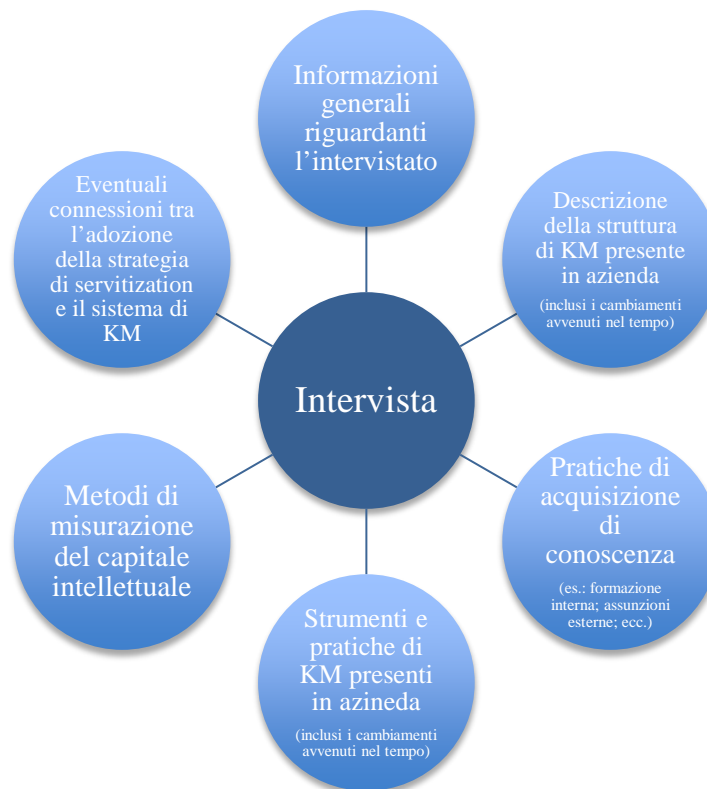 Informazioni
generali
riguardanti
l’intervistato
Descrizione
della struttura
di KM presente
in azienda
(inclusi i cambiamenti
avvenuti nel tempo)
Pratiche di
acquisizione
di
conoscenza
(es.: formazione
interna; assunzioni
esterne; ecc.)
Strumenti e
pratiche di
KM presenti
in azineda
(inclusi i cambiamenti
avvenuti nel tempo)
Metodi di
misurazione
del capitale
intellettuale
Eventuali
connessioni tra
l’adozione
della strategia
di servitization
e il sistema di
KM
Intervista